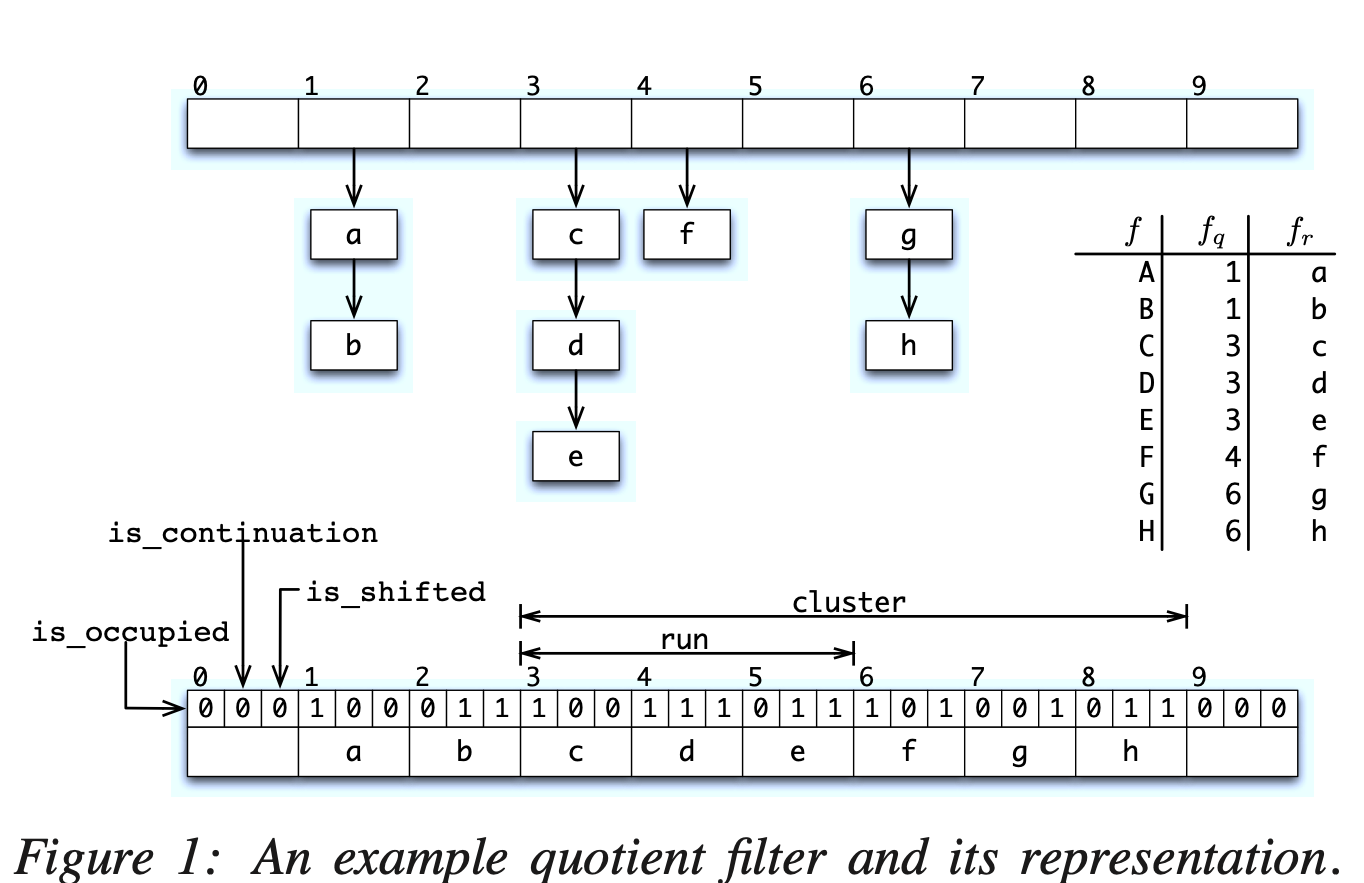 0 1 2 3 4 5 6 7 8 9
a c f g
b d h
e
f f_q f_r
A 1 a
B 1 b
C 3 c
D 3 d
E 3 e
F 4 f
G 6 g
H 6 h
is_continuation
is_shifted
is_occupied
cluster
run
0 1 2 3 4 5 6 7 8 9
0 0 0 1 0 0 0 1 1 1 0 0 1 1 1 0 1 1 1 0 1 0 0 1 0 1 1 0 0 0
a b c d e f g h
Figure 1: An example quotient filter and its representation.